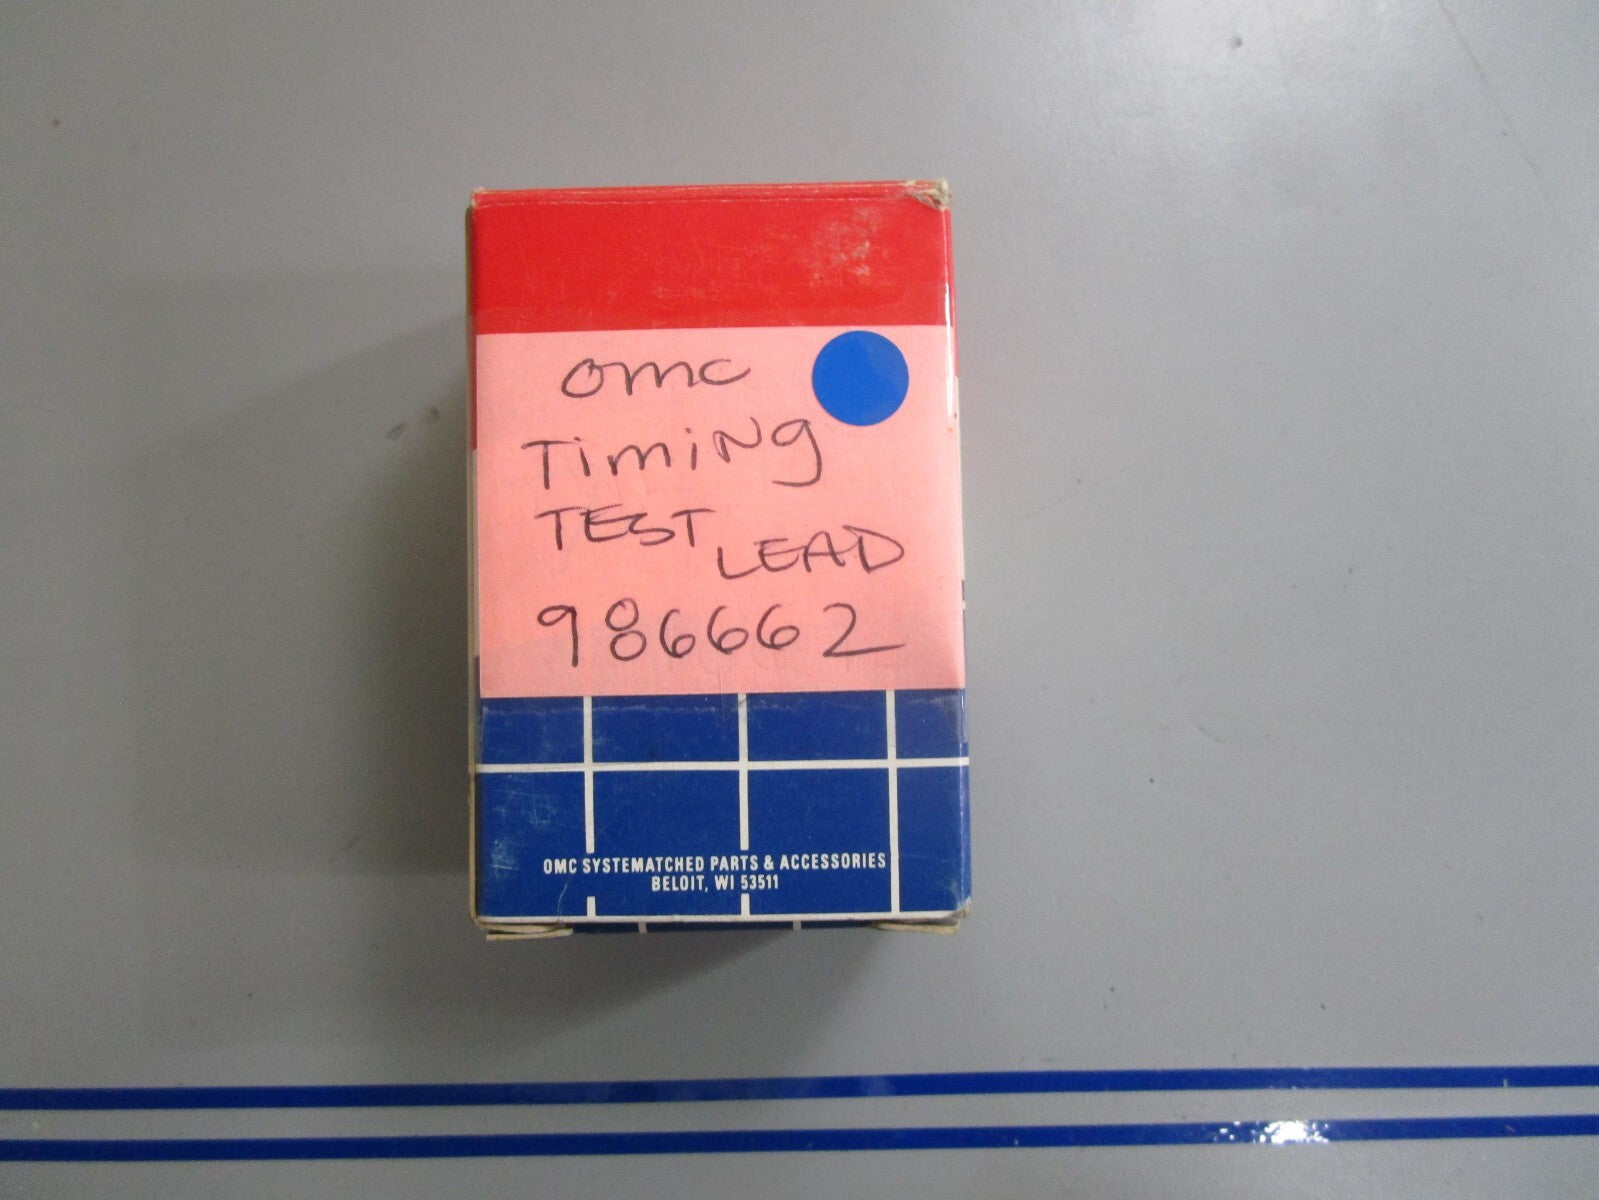 omc
TimiNg
TEST LEAD
986662
OMC SYSTEMATCHED PARTS & ACCESSORIES
BELOIT, WI 53511